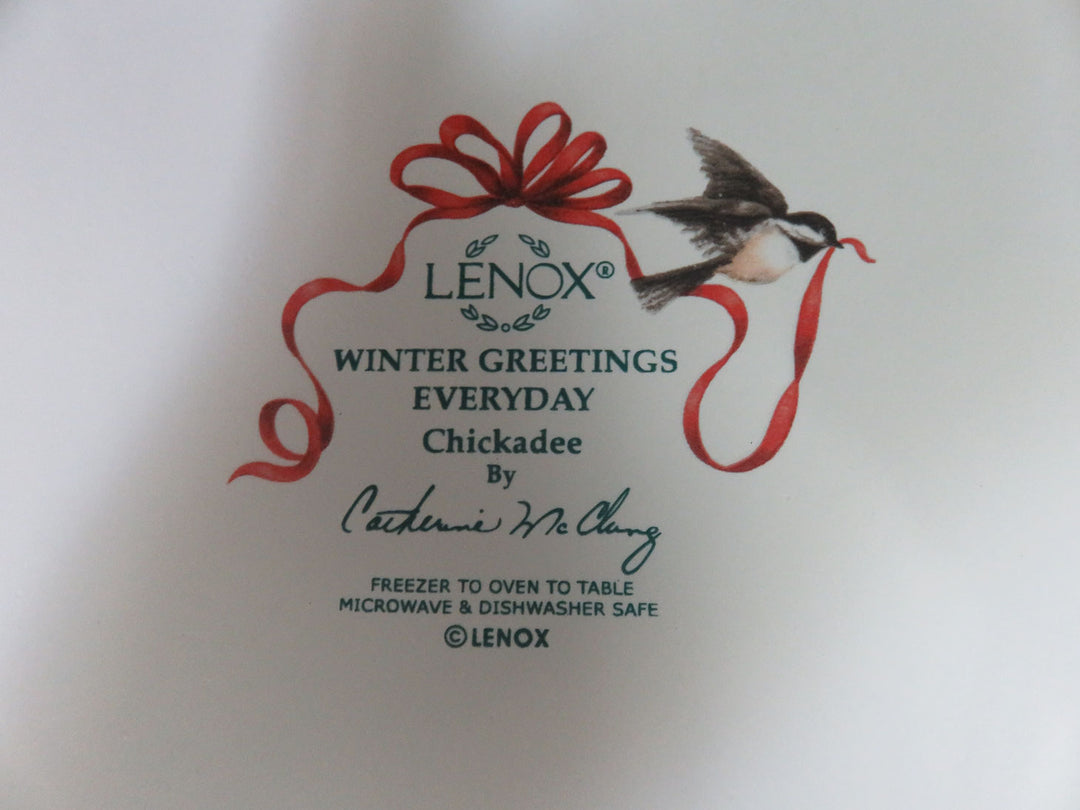 LENOX®
WINTER GREETINGS
EVERYDAY
Chickadee
By
Catherine McClung
FREEZER TO OVEN TO TABLE
MICROWAVE & DISHWASHER SAFE
©LENOX